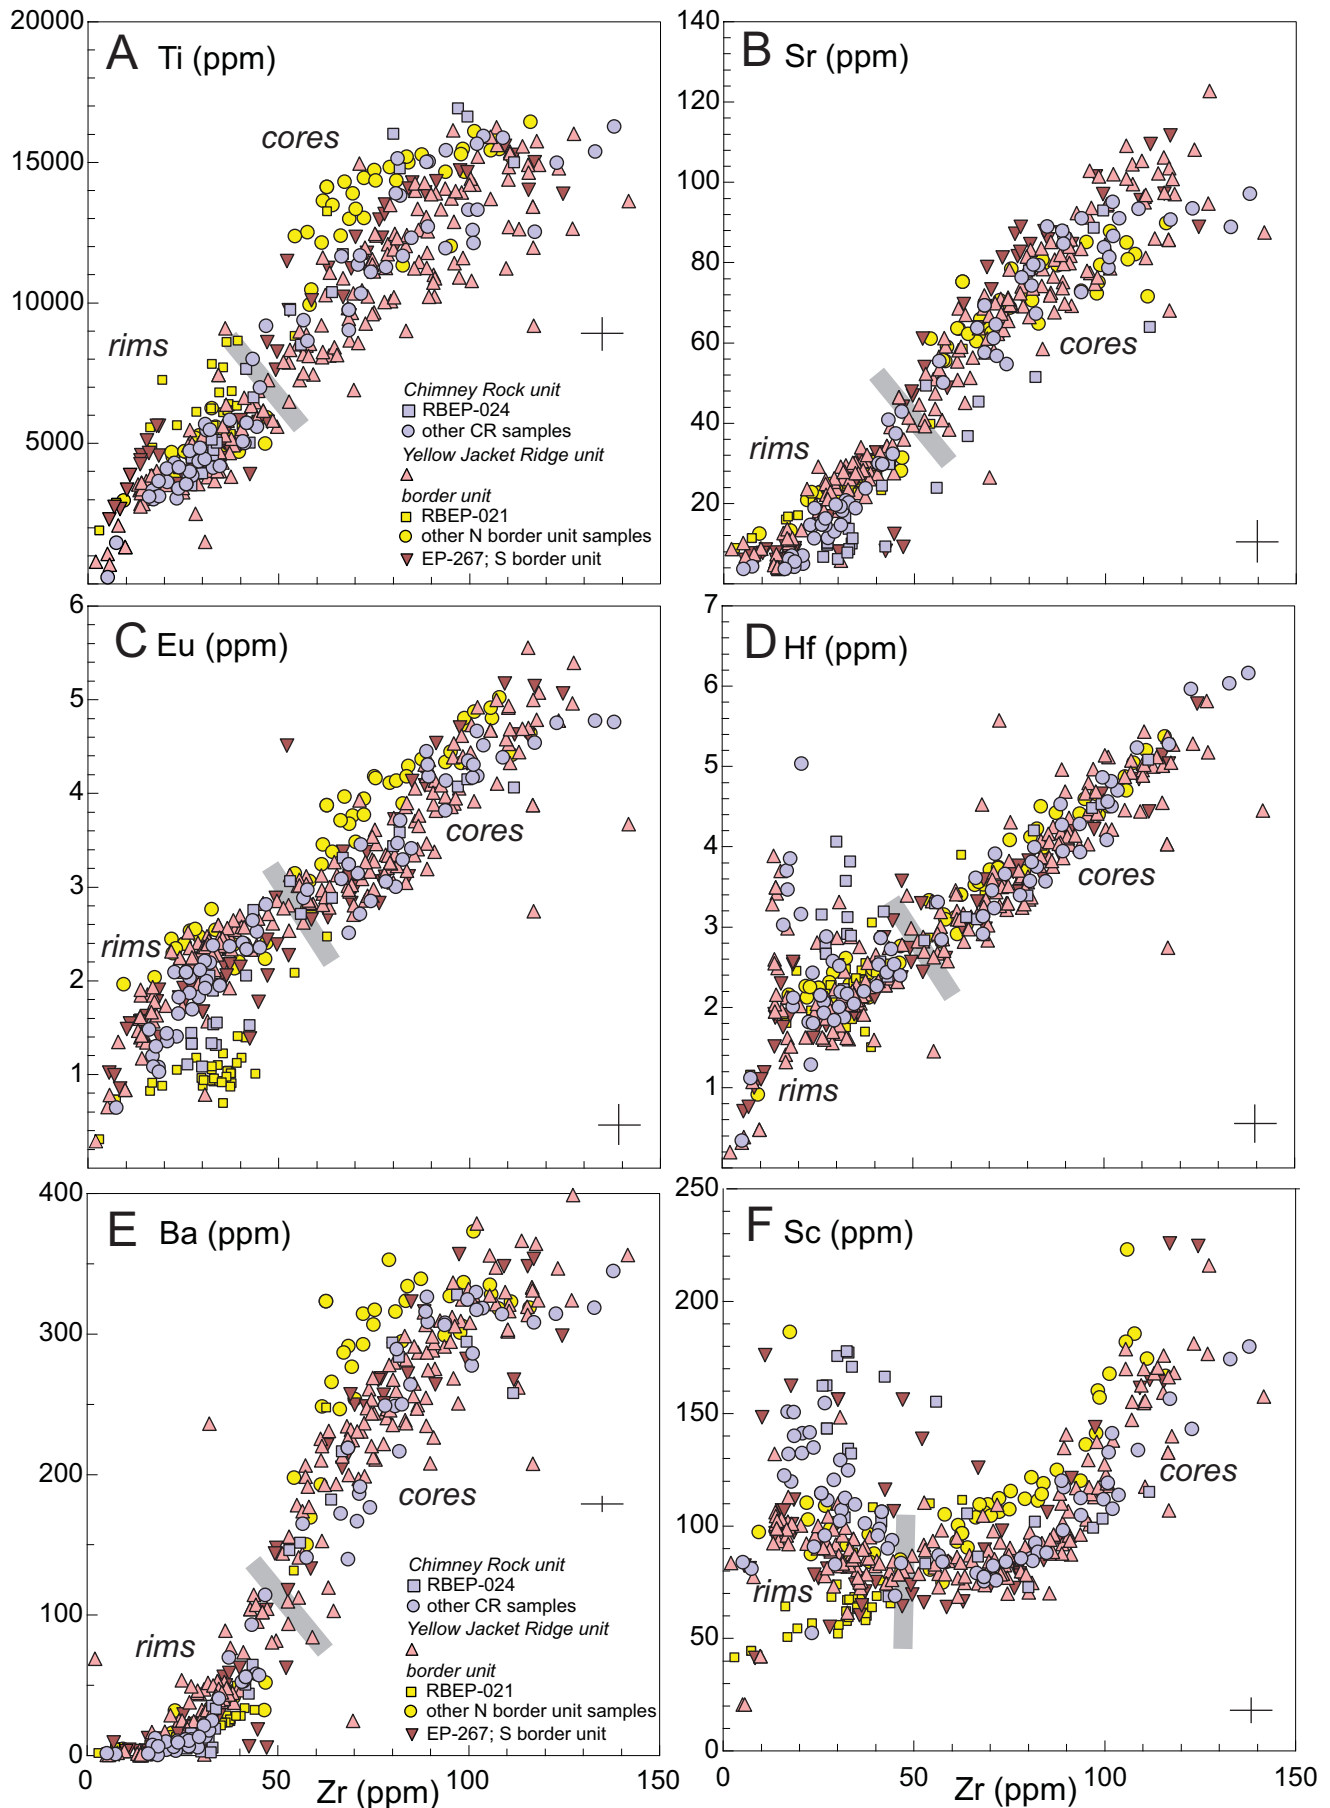 A Ti (ppm)
20000
15000
10000
5000
0
cores
rims
Chimney Rock unit
RBEP-024
other CR samples
Yellow Jacket Ridge unit
border unit
RBEP-021
other N border unit samples
EP-267; S border unit
B Sr (ppm)
140
120
100
80
60
40
20
cores
rims
0 50 100 150
C Eu (ppm)
6
5
4
3
2
1
cores
rims
D Hf (ppm)
7
6
5
4
3
2
1
cores
rims
E Ba (ppm)
400
300
200
100
0
cores
rims
Chimney Rock unit
RBEP-024
other CR samples
Yellow Jacket Ridge unit
border unit
RBEP-021
other N border unit samples
EP-267; S border unit
0 50 100 150
Zr (ppm)
F Sc (ppm)
250
200
150
100
50
0
cores
rims
0 50 100 150
Zr (ppm)